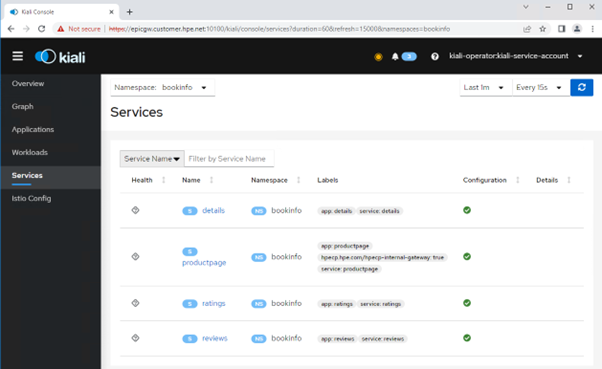 Kiali Console
Not secure https://epicgw.customer.hpe.net:10100/kiali/console/services?duration=60&refresh=15000&namespaces=bookinfo
kiali
3
kiali-operator:kiali-service-account
Overview
Graph
Applications
Workloads
Services
Istio Config
Namespace: bookinfo
Last 1m
Every 15s
Services
Service Name
Filter by Service Name
Health
Name
Namespace
Labels
Configuration
Details
S details
NS bookinfo
app: details
service: details
S
productpage
NS bookinfo
app: productpage
hpecp.hpe.com/hpecp-internal-gateway: true
service: productpage
S ratings
NS bookinfo
app: ratings
service: ratings
S reviews
NS bookinfo
app: reviews
service: reviews